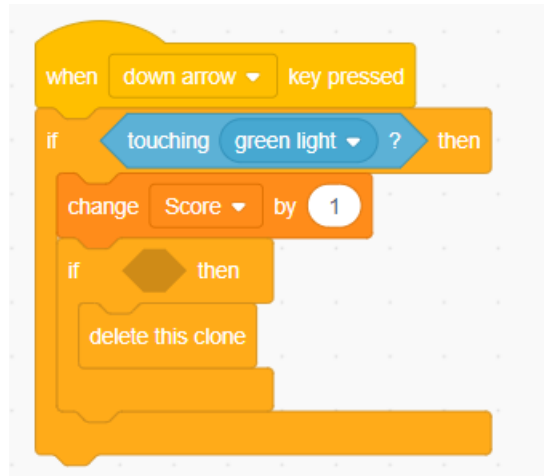 when down arrow key pressed
if touching green light ? then
change Score by 1
if then
delete this clone